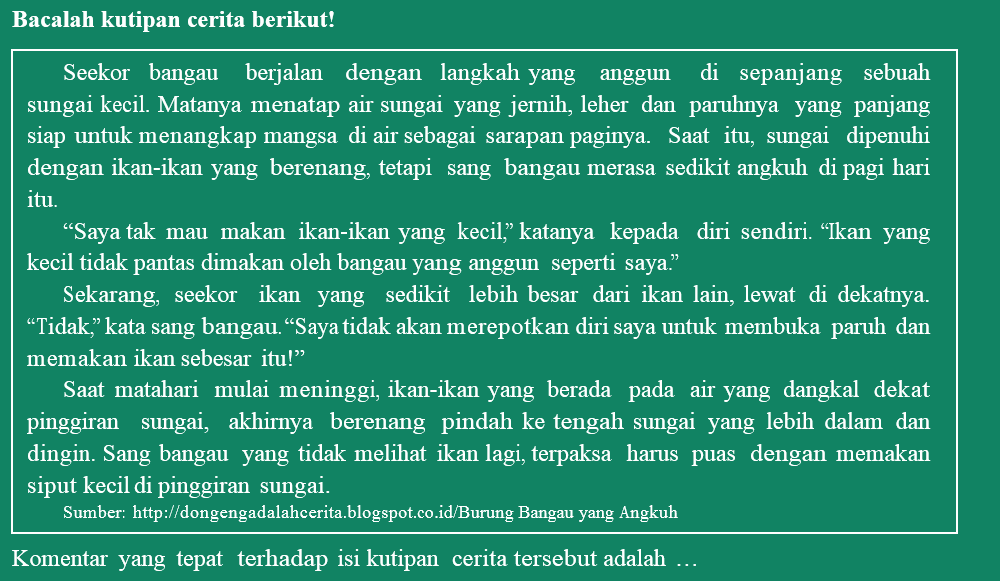 Bacalah kutipan cerita berikut!
Seekor bangau berjalan dengan langkah yang anggun di sepanjang sebuah
sungai kecil. Matanya menatap air sungai yang jernih, leher dan paruhnya yang panjang
siap untuk menangkap mangsa di air sebagai sarapan paginya. Saat itu, sungai dipenuhi
dengan ikan-ikan yang berenang, tetapi sang bangau merasa sedikit angkuh di pagi hari
itu.
“Saya tak mau makan ikan-ikan yang kecil,” katanya kepada diri sendiri. “Ikan yang
kecil tidak pantas dimakan oleh bangau yang anggun seperti saya.”
Sekarang, seekor ikan yang sedikit lebih besar dari ikan lain, lewat di dekatnya.
“Tidak,” kata sang bangau. “Saya tidak akan merepotkan diri saya untuk membuka paruh dan
memakan ikan sebesar itu!”
Saat matahari mulai meninggi, ikan-ikan yang berada pada air yang dangkal dekat
pinggiran sungai, akhirnya berenang pindah ke tengah sungai yang lebih dalam dan
dingin. Sang bangau yang tidak melihat ikan lagi, terpaksa harus puas dengan memakan
siput kecil di pinggiran sungai.
Sumber: http://dongengadalahcerita.blogspot.co.id/Burung Bangau yang Angkuh
Komentar yang tepat terhadap isi kutipan cerita tersebut adalah …